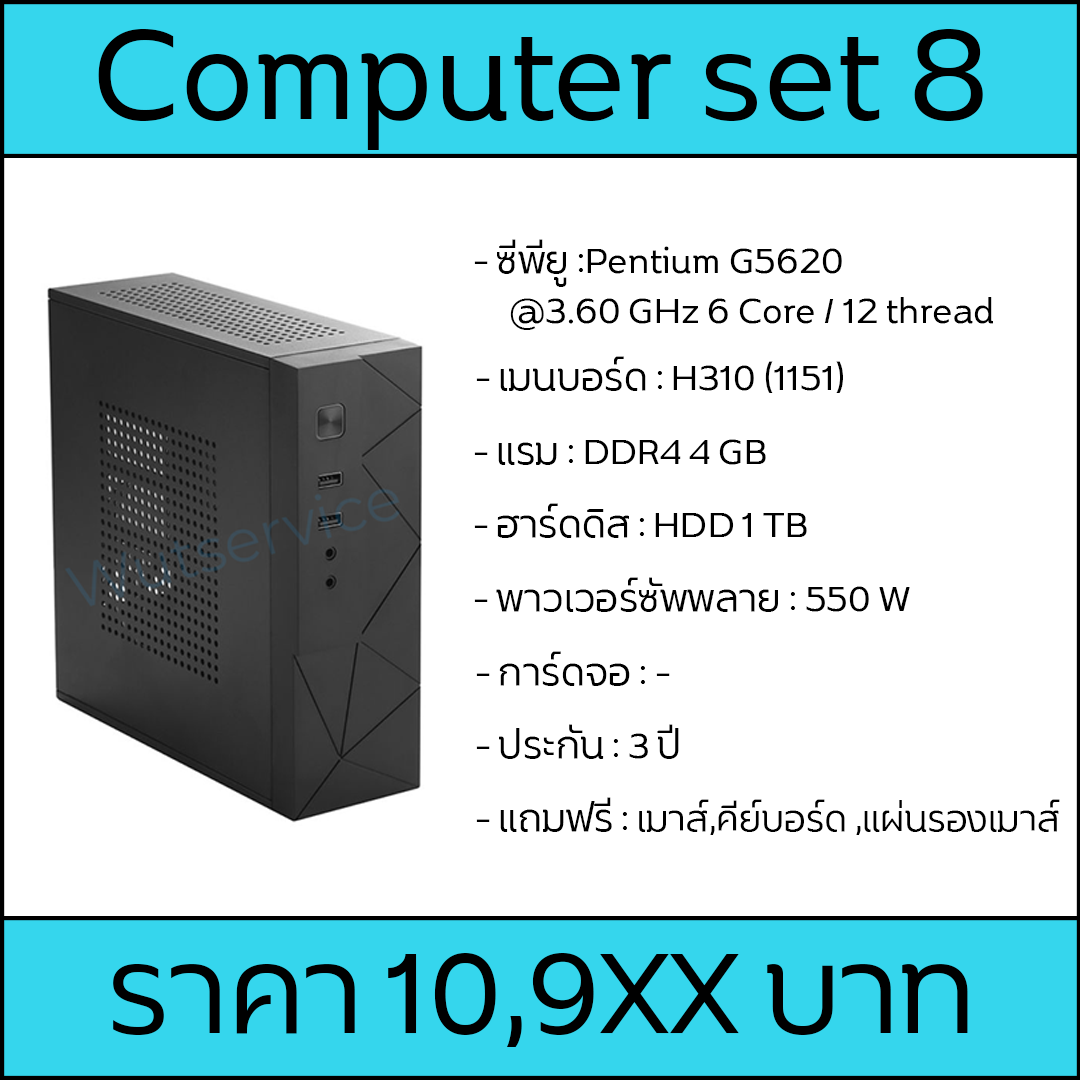 Computer set 8
- ซีพียู :Pentium G5620
@3.60 GHz 6 Core / 12 thread
- เมนบอร์ด : H310 (1151)
- แรม : DDR4 4 GB
- ฮาร์ดดิส : HDD 1 TB
- พาวเวอร์ซัพพลาย : 550 W
- การ์ดจอ : -
- ประกัน : 3 ปี
- แถมฟรี : เมาส์,คีย์บอร์ด ,แผ่นรองเมาส์
wutservice
ราคา 10,9XX บาท